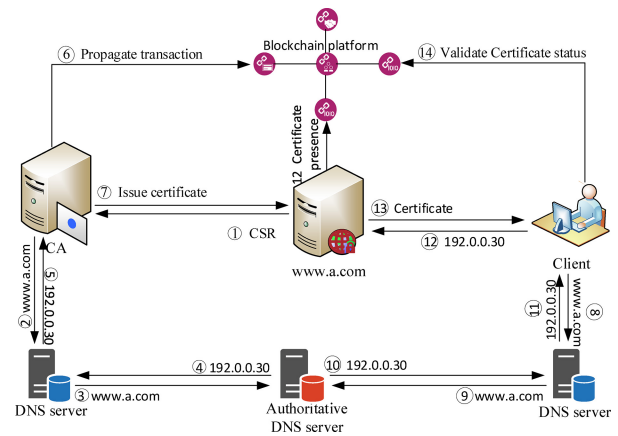 ⑥ Propagate transaction
Blockchain platform
⑭ Validate Certificate status
12 Certificate
presence
⑦ Issue certificate
① CSR
⑬ Certificate
⑫ 192.0.0.30
CA
www.a.com
Client
② www.a.com
⑤ 192.0.0.30
⑪ 192.0.0.30
⑧ www.a.com
④ 192.0.0.30
③ www.a.com
⑩ 192.0.0.30
⑨ www.a.com
DNS server
Authoritative
DNS server
DNS server